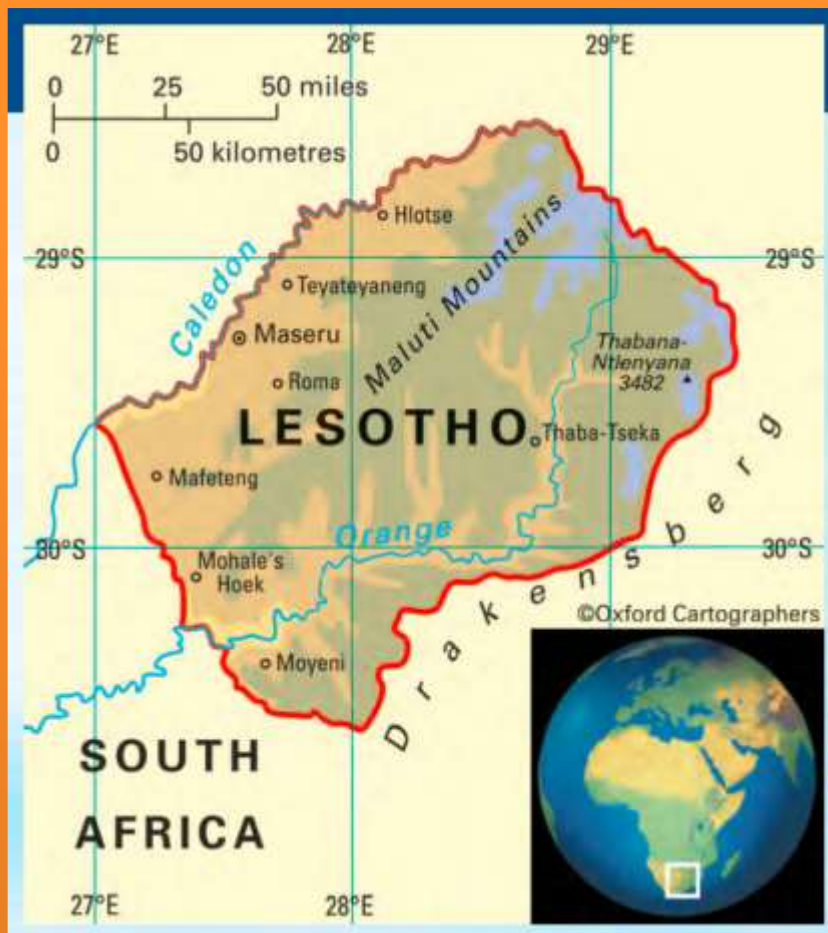 27°E 28°E 29°E
0 25 50 miles
0 50 kilometres
Hlotse
29°S 29°S
Caledon
Teyateyaneng
Maluti Mountains
Maseru
Thabana-
Ntlenyana
3482
Roma
LESOTHO
Thaba-Tseka
Mafeteng
Orange
30°S 30°S
Mohale's
Hoek
Drakensberg
©Oxford Cartographers
Moyeni
SOUTH
AFRICA
27°E 28°E